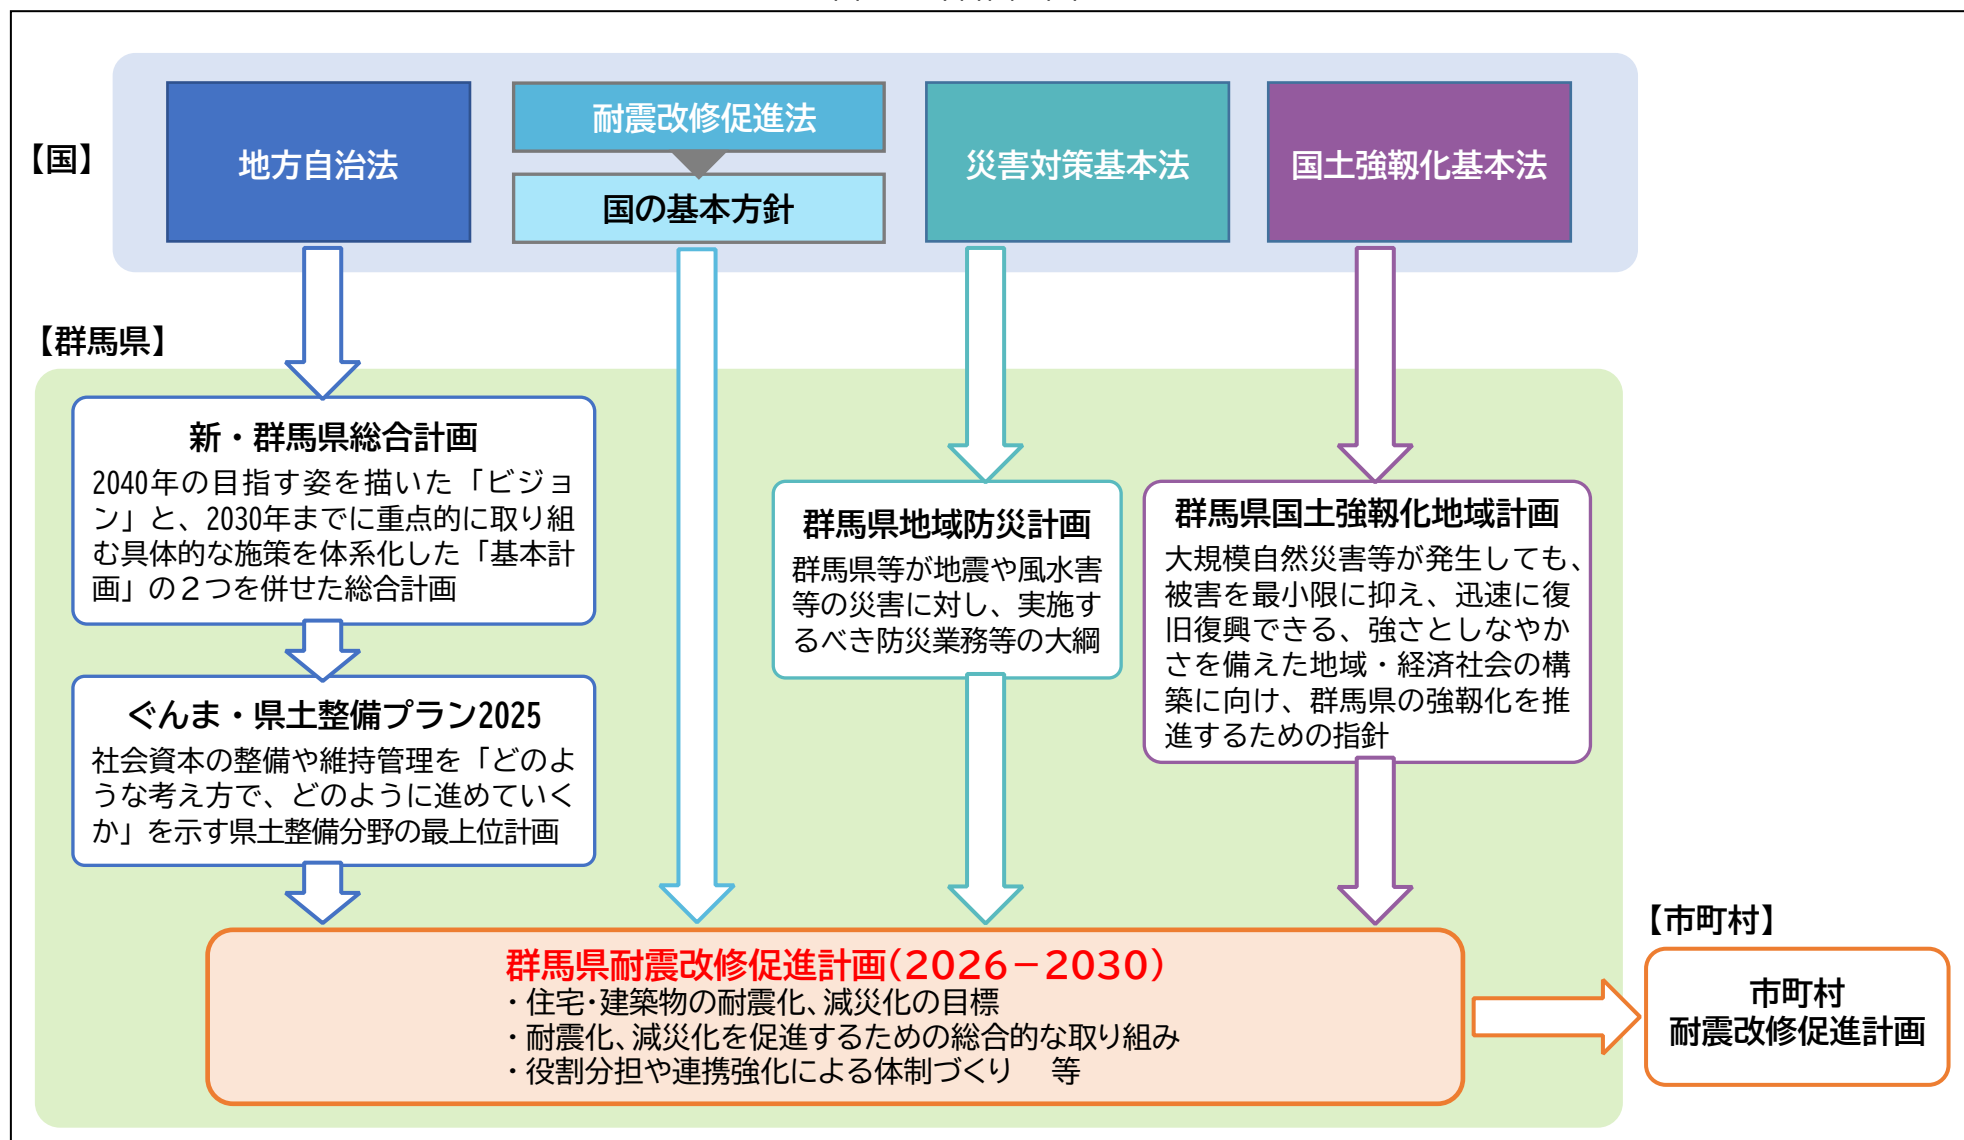 【国】
地方自治法
耐震改修促進法
国の基本方針
災害対策基本法
国土強靱化基本法
【群馬県】
新・群馬県総合計画
2040年の目指す姿を描いた「ビジョ
ン」と、2030年までに重点的に取り組
む具体的な施策を体系化した「基本計
画」の２つを併せた総合計画
ぐんま・県土整備プラン2025
社会資本の整備や維持管理を「どのよ
うな考え方で、どのように進めていく
か」を示す県土整備分野の最上位計画
群馬県地域防災計画
群馬県等が地震や風水害
等の災害に対し、実施す
るべき防災業務等の大綱
群馬県国土強靱化地域計画
大規模自然災害等が発生しても、
被害を最小限に抑え、迅速に復
旧復興できる、強さとしなやか
さを備えた地域・経済社会の構
築に向け、群馬県の強靱化を推
進するための指針
群馬県耐震改修促進計画（2026－2030）
・住宅・建築物の耐震化、減災化の目標
・耐震化、減災化を促進するための総合的な取り組み
・役割分担や連携強化による体制づくり　等
【市町村】
市町村
耐震改修促進計画